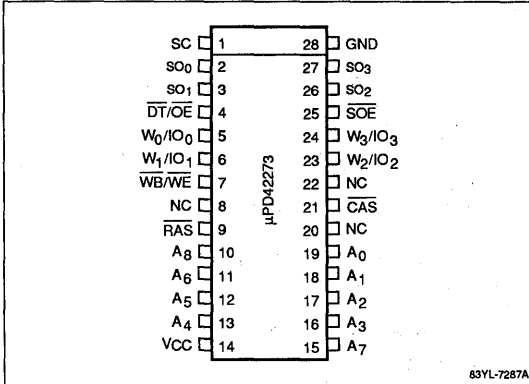 SC 1 28 GND
SO0 2 27 SO3
SO1 3 26 SO2
DT/OE 4 25 SOE
W0/IO0 5 24 W3/IO3
W1/IO1 6 23 W2/IO2
WB/WE 7 22 NC
NC 8 21 CAS
RAS 9 20 NC
A8 10 19 A0
A6 11 18 A1
A5 12 17 A2
A4 13 16 A3
VCC 14 15 A7
μPD42273
83YL-7287A